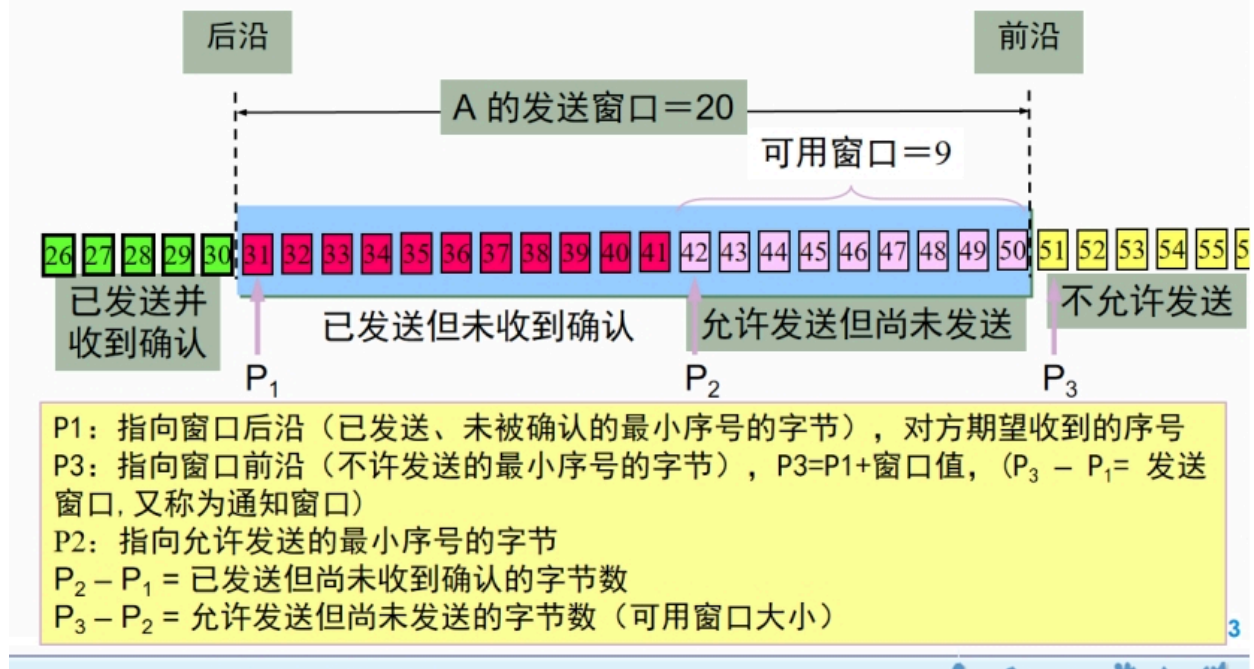 后沿
前沿
A 的发送窗口＝20
可用窗口＝9
26 27 28 29 30 31 32 33 34 35 36 37 38 39 40 41 42 43 44 45 46 47 48 49 50 51 52 53 54 55
已发送并
收到确认
已发送但未收到确认
允许发送但尚未发送
不允许发送
P1
P2
P3
P1：指向窗口后沿（已发送、未被确认的最小序号的字节），对方期望收到的序号
P3：指向窗口前沿（不许发送的最小序号的字节），P3=P1+窗口值，（P3 – P1= 发送
窗口,又称为通知窗口）
P2：指向允许发送的最小序号的字节
P2 – P1 = 已发送但尚未收到确认的字节数
P3 – P2 = 允许发送但尚未发送的字节数（可用窗口大小）
3